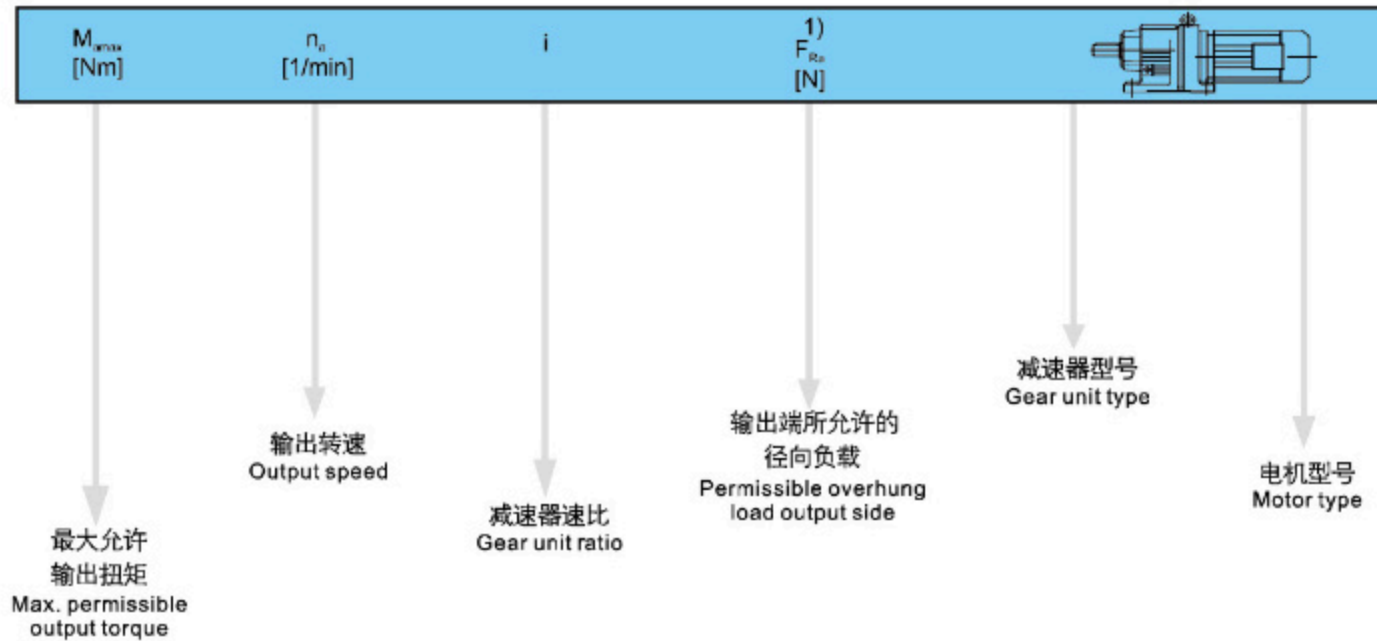 Mamax
[Nm]
na
[1/min]
i
1)
FRa
[N]
减速器型号
Gear unit type
输出端所允许的
径向负载
Permissible overhung
load output side
输出转速
Output speed
电机型号
Motor type
减速器速比
Gear unit ratio
最大允许
输出扭矩
Max. permissible
output torque